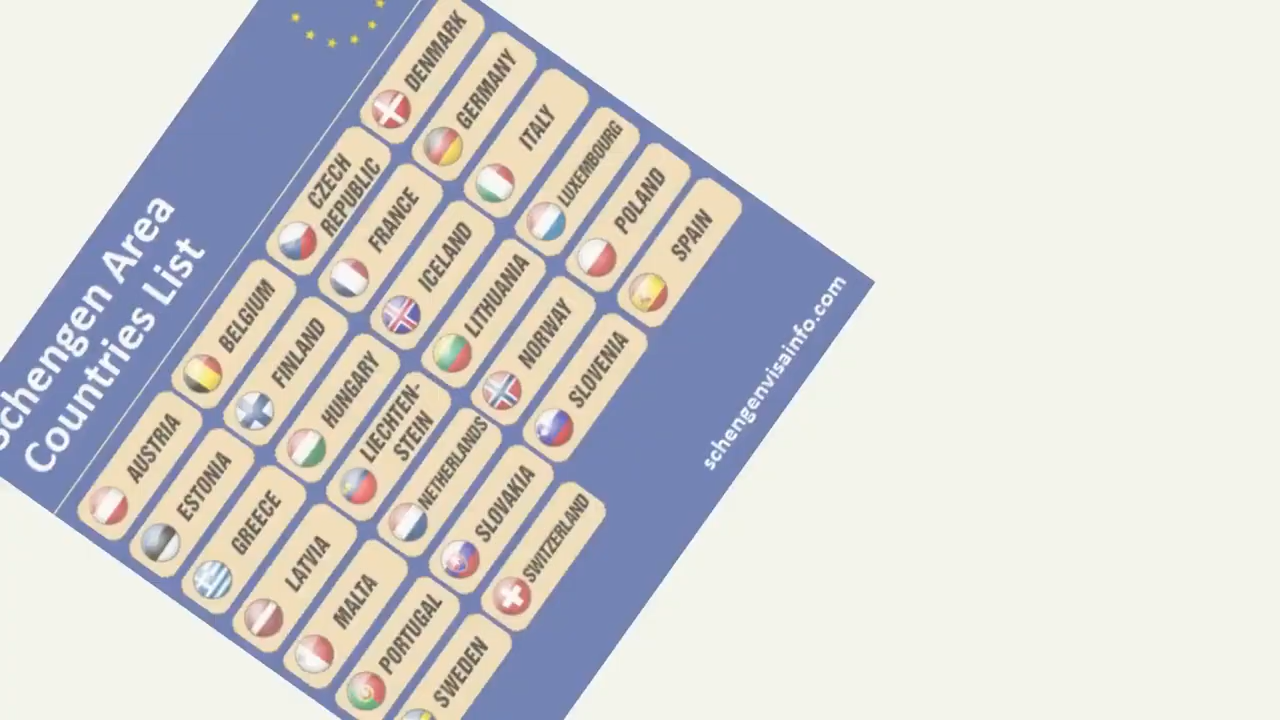 Schengen Area
Countries List
AUSTRIA
BELGIUM
CZECH
REPUBLIC
DENMARK
ESTONIA
FINLAND
FRANCE
GERMANY
GREECE
HUNGARY
ICELAND
ITALY
LATVIA
LIECHTEN-
STEIN
LITHUANIA
LUXEMBOURG
MALTA
NETHERLANDS
NORWAY
POLAND
PORTUGAL
SLOVAKIA
SLOVENIA
SPAIN
SWEDEN
SWITZERLAND
schengenvisainfo.com